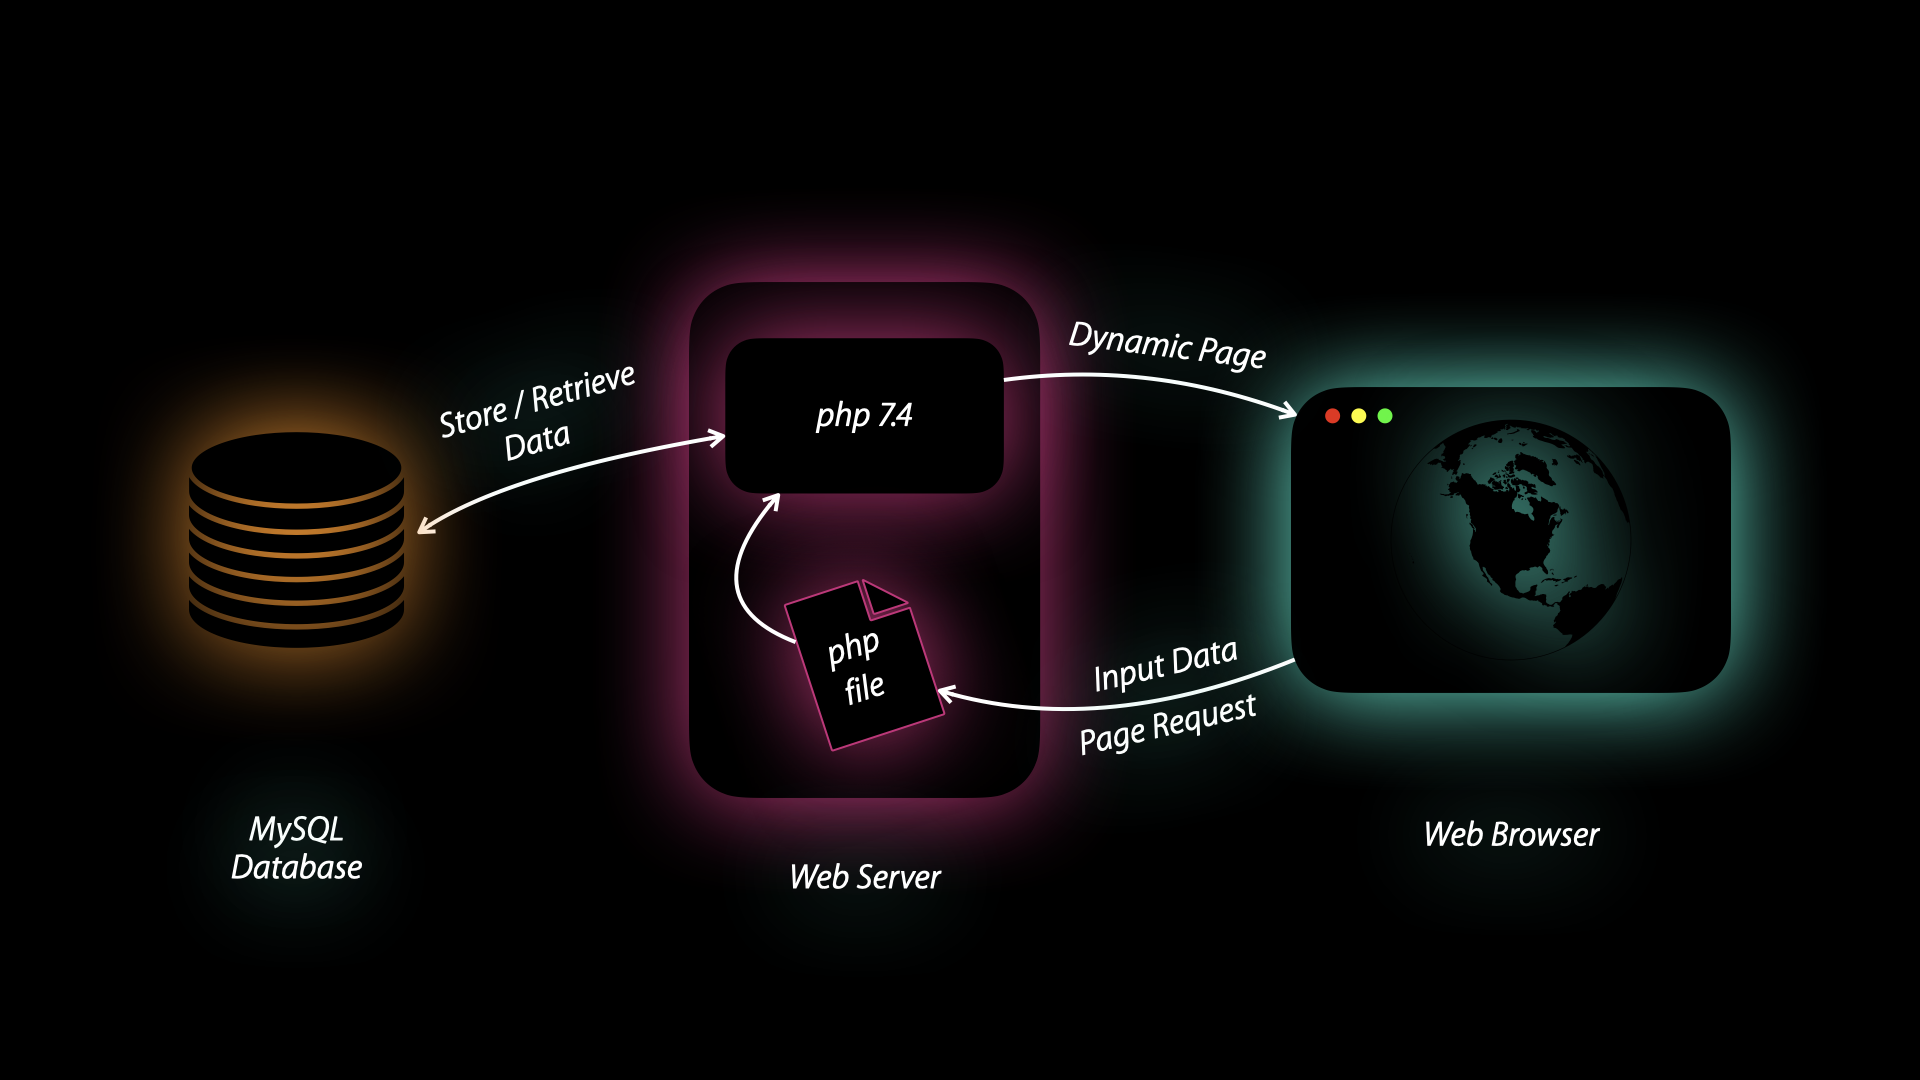 Store / Retrieve
Data
MySQL
Database
php 7.4
php
file
Web Server
Dynamic Page
Input Data
Page Request
Web Browser